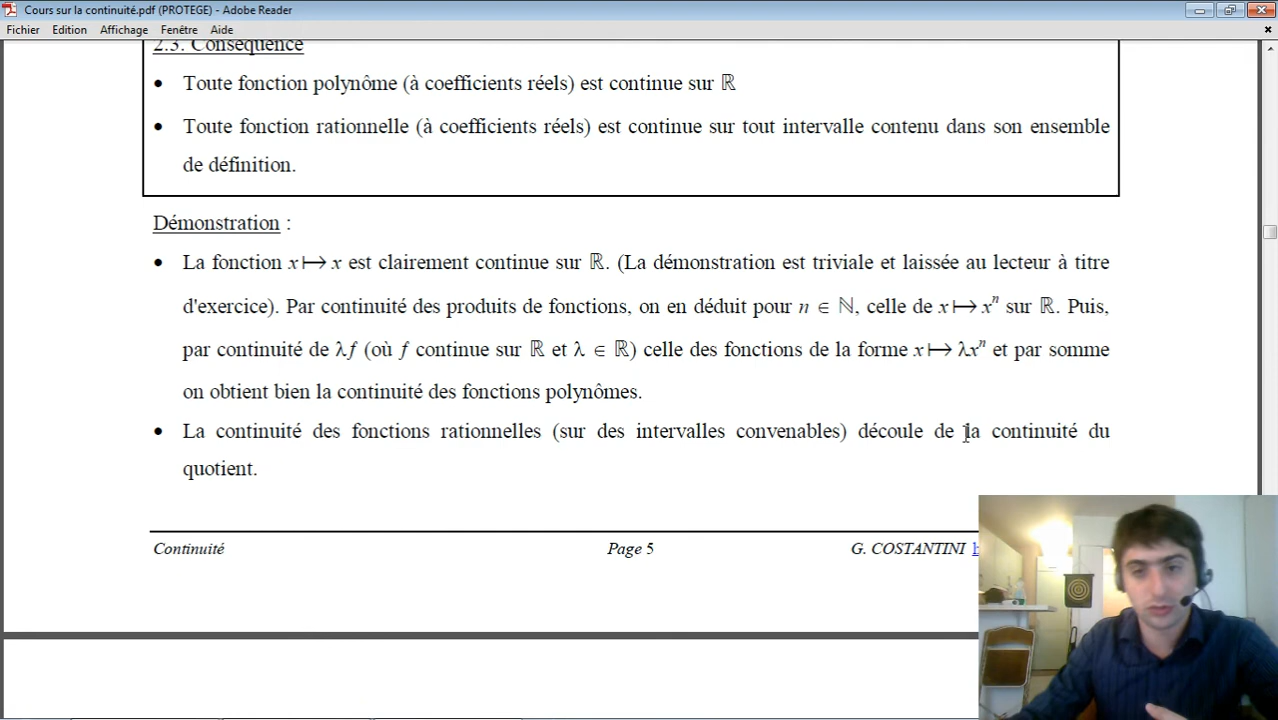 Cours sur la continuité.pdf (PROTEGE) - Adobe Reader
Fichier Edition Affichage Fenêtre Aide
2.3. Conséquence
• Toute fonction polynôme (à coefficients réels) est continue sur ℝ
• Toute fonction rationnelle (à coefficients réels) est continue sur tout intervalle contenu dans son ensemble
de définition.
Démonstration :
• La fonction x ↦ x est clairement continue sur ℝ. (La démonstration est triviale et laissée au lecteur à titre
d'exercice). Par continuité des produits de fonctions, on en déduit pour n ∈ ℕ, celle de x ↦ xⁿ sur ℝ. Puis,
par continuité de λf (où f continue sur ℝ et λ ∈ ℝ) celle des fonctions de la forme x ↦ λxⁿ et par somme
on obtient bien la continuité des fonctions polynômes.
• La continuité des fonctions rationnelles (sur des intervalles convenables) découle de la continuité du
quotient.
Continuité Page 5 G. COSTANTINI